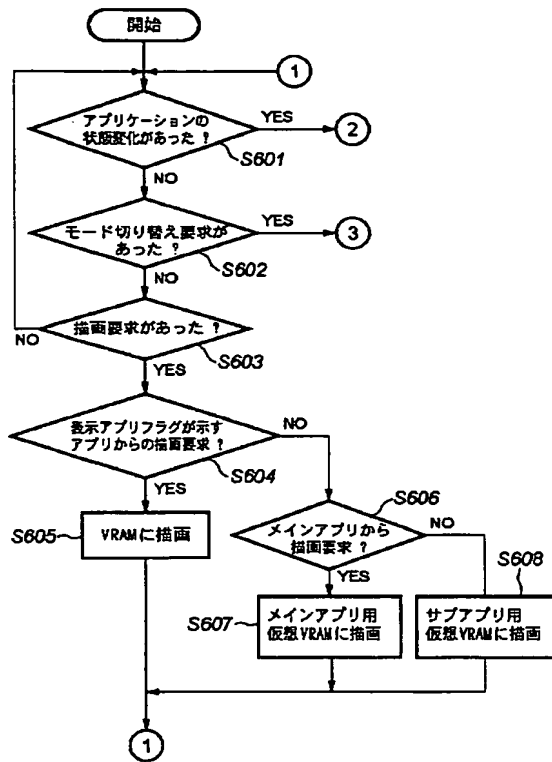 開始
1
アプリケーションの
状態変化があった ?
YES
2
S601
NO
モード切り替え要求が
あった ?
YES
3
S602
NO
描画要求があった ?
NO
S603
YES
表示アプリフラグが示す
アプリからの描画要求 ?
NO
S604
YES
S605
VRAMに描画
メインアプリから
描画要求 ?
S606
NO
YES
S607
メインアプリ用
仮想VRAMに描画
S608
サブアプリ用
仮想VRAMに描画
1